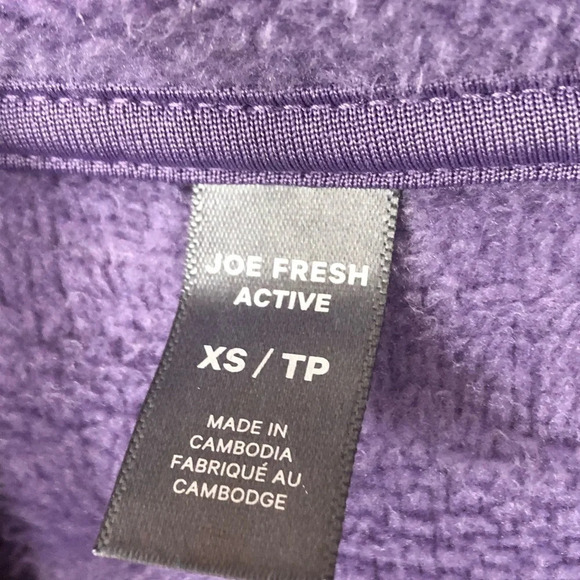 JOE FRESH
ACTIVE
XS / TP
MADE IN
CAMBODIA
FABRIQUÉ AU
CAMBODGE